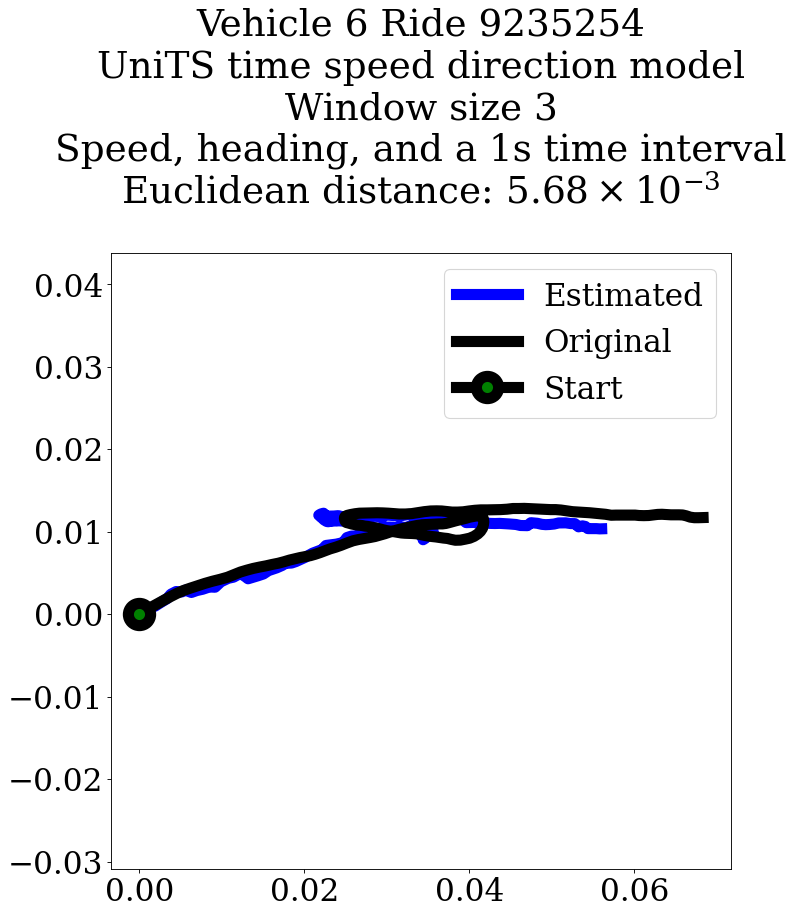 Vehicle 6 Ride 9235254
UniTS time speed direction model
Window size 3
Speed, heading, and a 1s time interval
Euclidean distance: 5.68 × 10⁻³
Estimated
Original
Start
0.04
0.03
0.02
0.01
0.00
−0.01
−0.02
−0.03
0.00 0.02 0.04 0.06